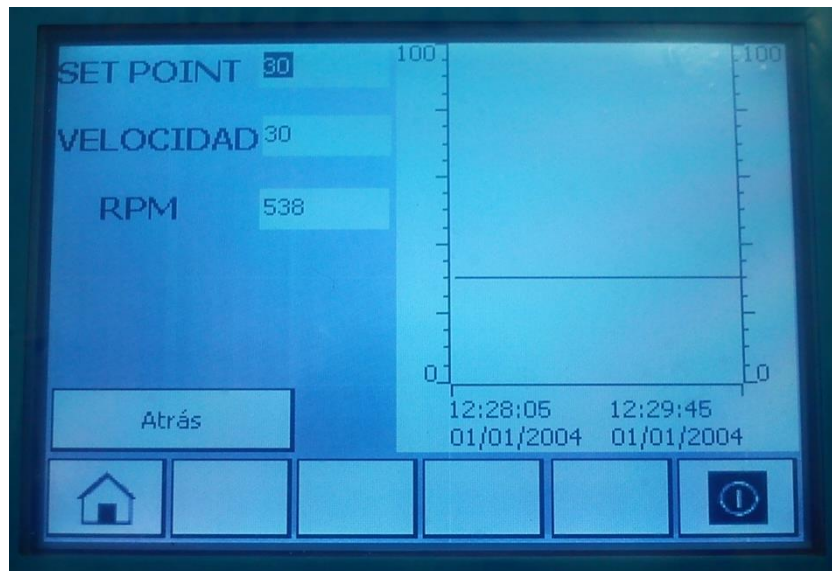 SET POINT 30
VELOCIDAD 30
RPM 538
100 100
0 0
12:28:05 12:29:45
01/01/2004 01/01/2004
Atrás